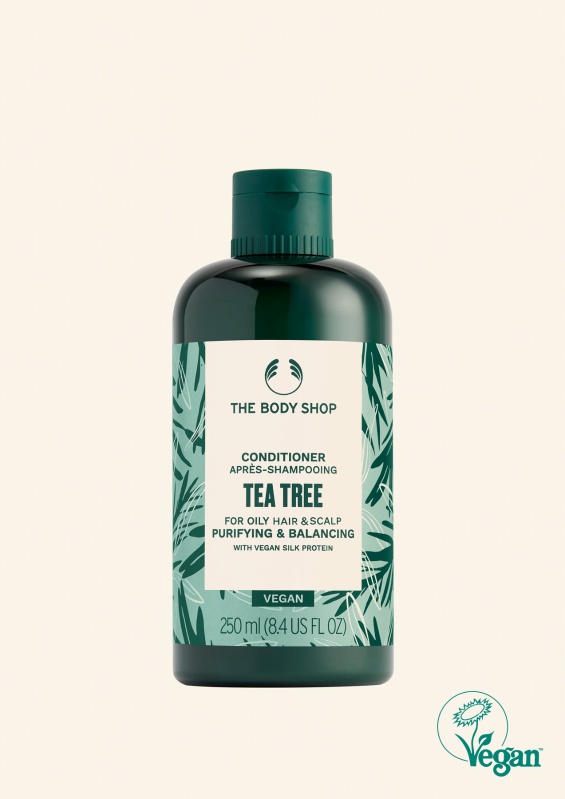 THE BODY SHOP
CONDITIONER
APRÈS-SHAMPOOING
TEA TREE
FOR OILY HAIR & SCALP
PURIFYING & BALANCING
WITH VEGAN SILK PROTEIN
VEGAN
250 ml (8.4 US FL OZ)
Vegan™